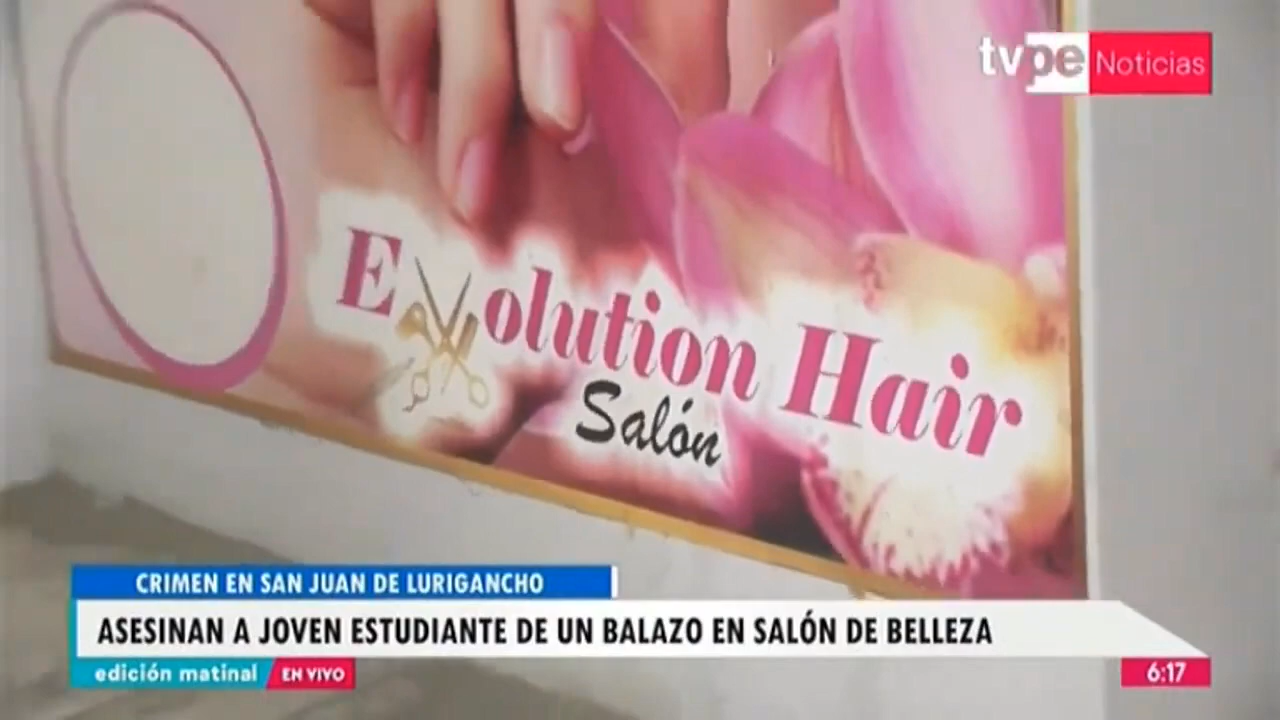 tvpe Noticias
Evolution Hair
Salón
CRIMEN EN SAN JUAN DE LURIGANCHO
ASESINAN A JOVEN ESTUDIANTE DE UN BALAZO EN SALÓN DE BELLEZA
edición matinal EN VIVO
6:17